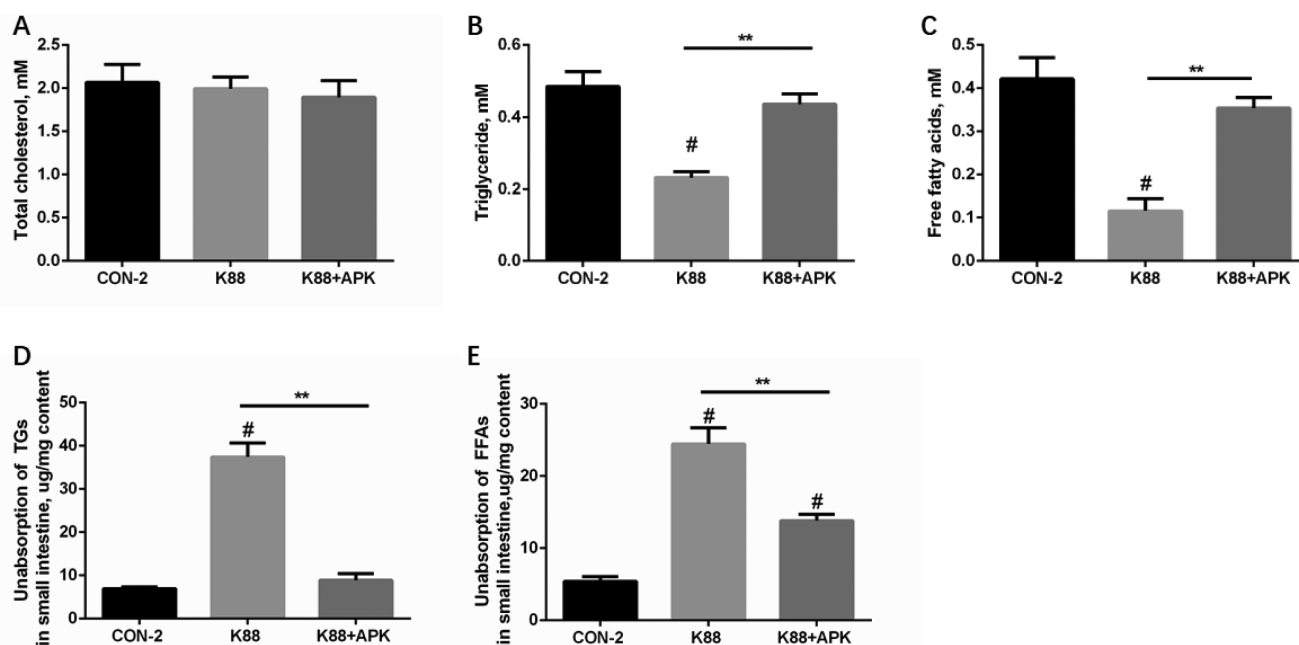 A
Total cholesterol, mM
2.5
2.0
1.5
1.0
0.5
0.0
CON-2 K88 K88+APK
B
Triglyceride, mM
0.6
0.4
0.2
0.0
#
**
CON-2 K88 K88+APK
C
Free fatty acids, mM
0.5
0.4
0.3
0.1
0.0
#
**
CON-2 K88 K88+APK
D
Unabsorption of TGs
in small intestine, ug/mg content
50
40
30
20
10
0
#
**
CON-2 K88 K88+APK
E
Unabsorption of FFAs
in small intestine,ug/mg content
30
20
10
0
#
#
**
CON-2 K88 K88+APK